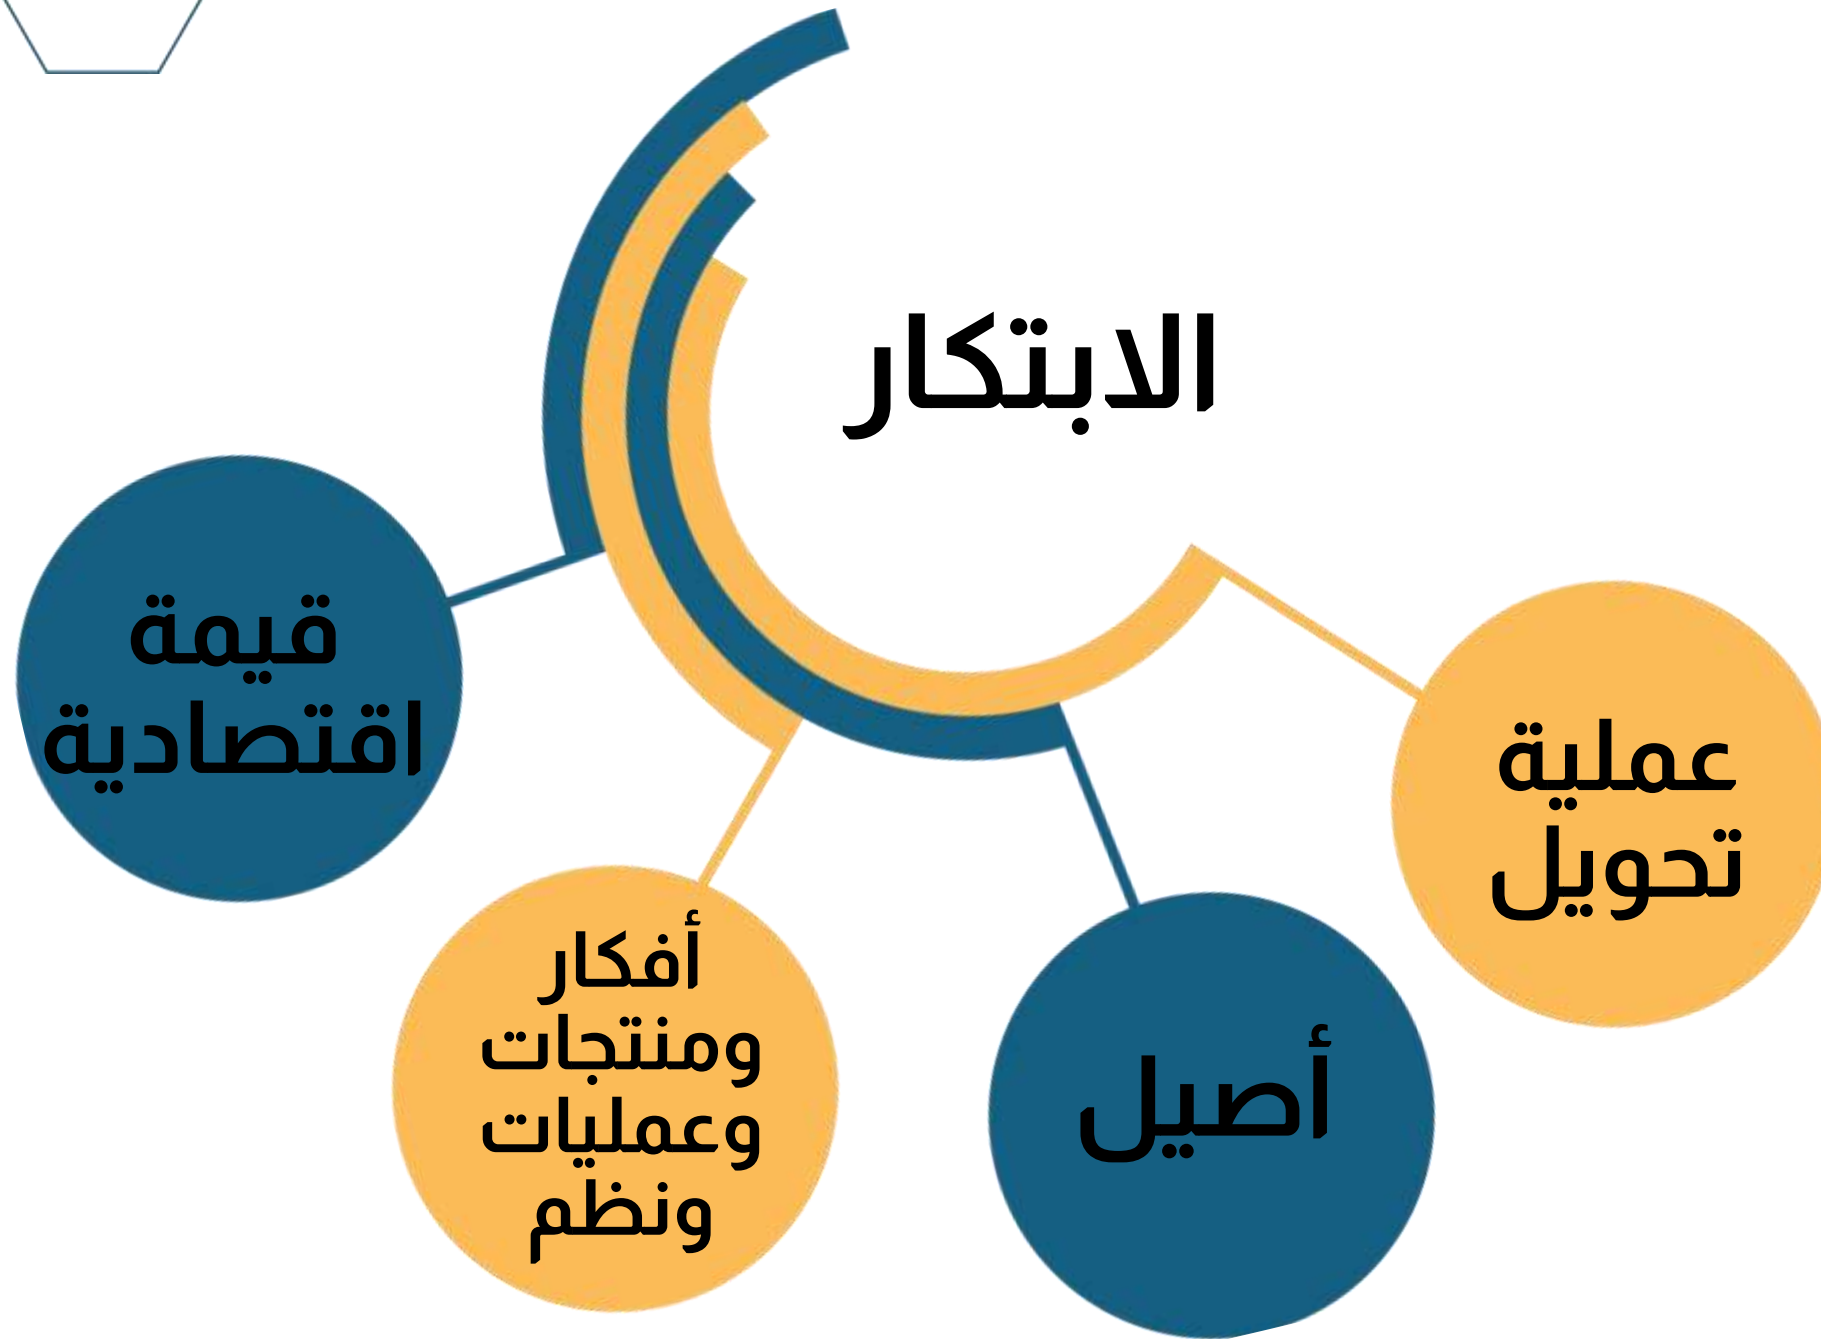 الابتكار
عملية
تحويل
أصيل
أفكار
ومنتجات
وعمليات
ونظم
قيمة
اقتصادية